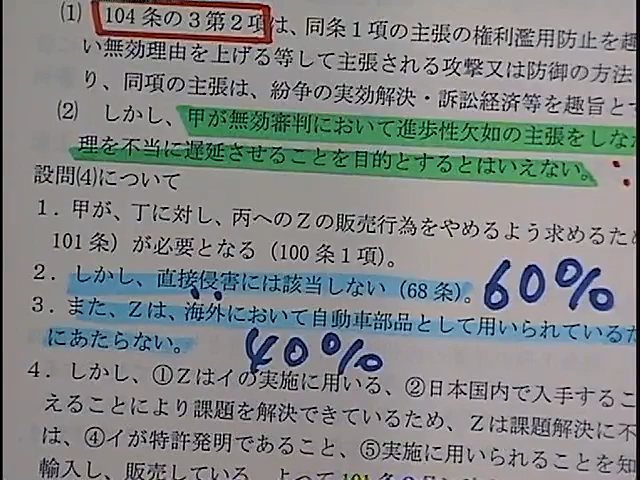 (1) 104条の3第2項は、同条1項の主張の権利濫用防止を
い無効理由を上げる等して主張される攻撃又は防御の方法
り、同項の主張は、紛争の実効解決・訴訟経済等を趣旨と
(2) しかし、甲が無効審判において進歩性欠如の主張をしな
理を不当に遅延させることを目的とするとはいえない。
設問(4)について
1．甲が、丁に対し、丙へのZの販売行為をやめるよう求めるた
101条）が必要となる（100条1項）。
2．しかし、直接侵害には該当しない（68条）。 60%
3．また、Zは、海外において自動車部品として用いられている
にあたらない。 40%
4．しかし、①Zはイの実施に用いる、②日本国内で入手するこ
えることにより課題を解決できているため、Zは課題解決に不
は、④イが特許発明であること、⑤実施に用いられることを知
輸入し、販売している。よって101条